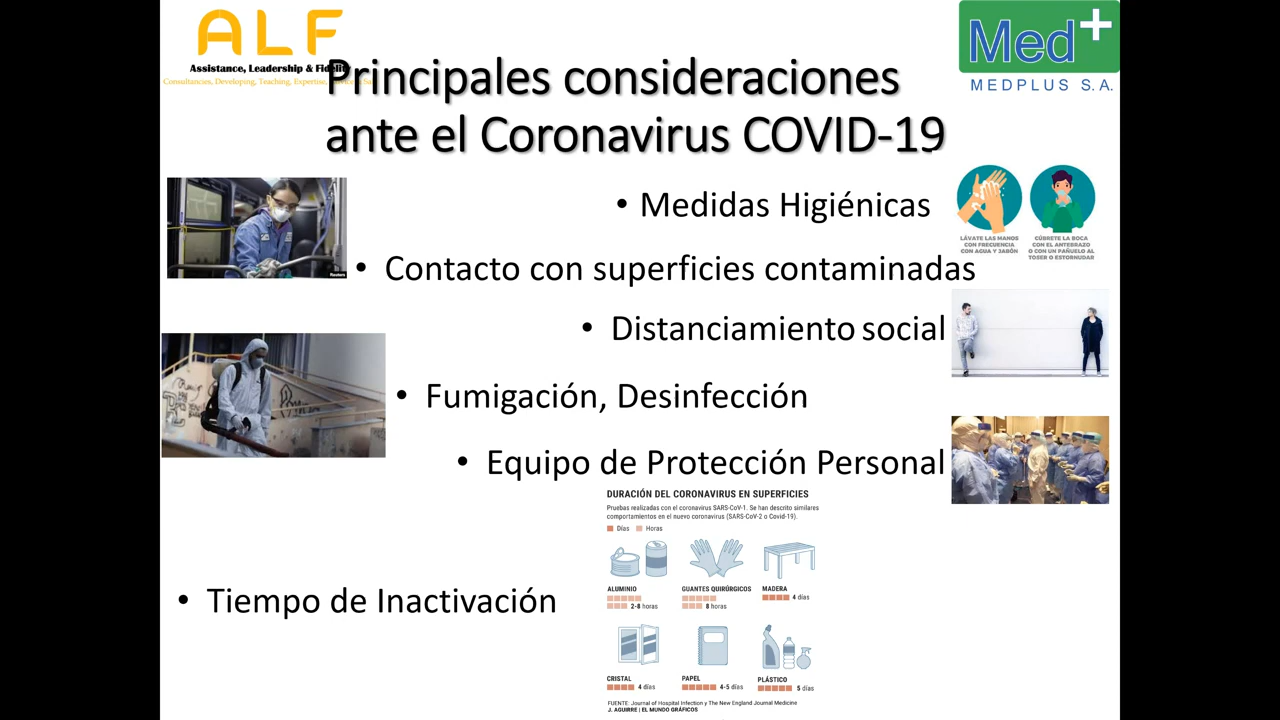 ALF
Assistance, Leadership & Fidelity
Consultancies, Developing, Teaching, Expertise,
Med+
MEDPLUS S.A.
Principales consideraciones
ante el Coronavirus COVID-19
• Medidas Higiénicas
LÁVATE LAS MANOS
CON FRECUENCIA
CON AGUA Y JABÓN
CÚBRETE LA BOCA
CON EL ANTEBRAZO
O CON UN PAÑUELO AL
TOSER O ESTORNUDAR
Reuters
• Contacto con superficies contaminadas
• Distanciamiento social
• Fumigación, Desinfección
• Equipo de Protección Personal
DURACIÓN DEL CORONAVIRUS EN SUPERFICIES
Pruebas realizadas con el coronavirus SARS-CoV-1. Se han descrito similares
comportamientos en el nuevo coronavirus (SARS-CoV-2 o Covid-19).
Días Horas
ALUMINIO
2-8 horas
GUANTES QUIRÚRGICOS
8 horas
MADERA
4 días
• Tiempo de Inactivación
CRISTAL
4 días
PAPEL
4-5 días
PLÁSTICO
5 días
FUENTE: Journal of Hospital Infection y The New England Journal Medicine
J. AGUIRRE | EL MUNDO GRÁFICOS